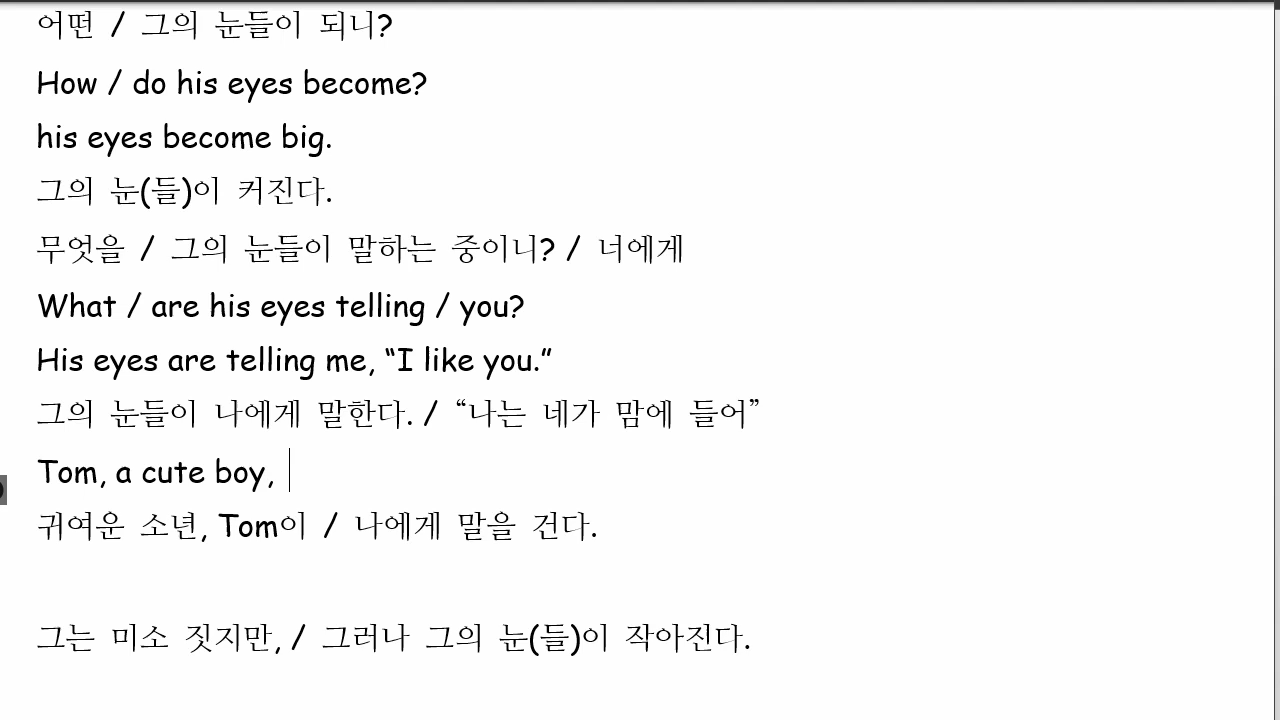 어떤 / 그의 눈들이 되니?
How / do his eyes become?
his eyes become big.
그의 눈(들)이 커진다.
무엇을 / 그의 눈들이 말하는 중이니? / 너에게
What / are his eyes telling / you?
His eyes are telling me, “I like you.”
그의 눈들이 나에게 말한다. / “나는 네가 맘에 들어”
Tom, a cute boy,
귀여운 소년, Tom이 / 나에게 말을 건다.
그는 미소 짓지만, / 그러나 그의 눈(들)이 작아진다.